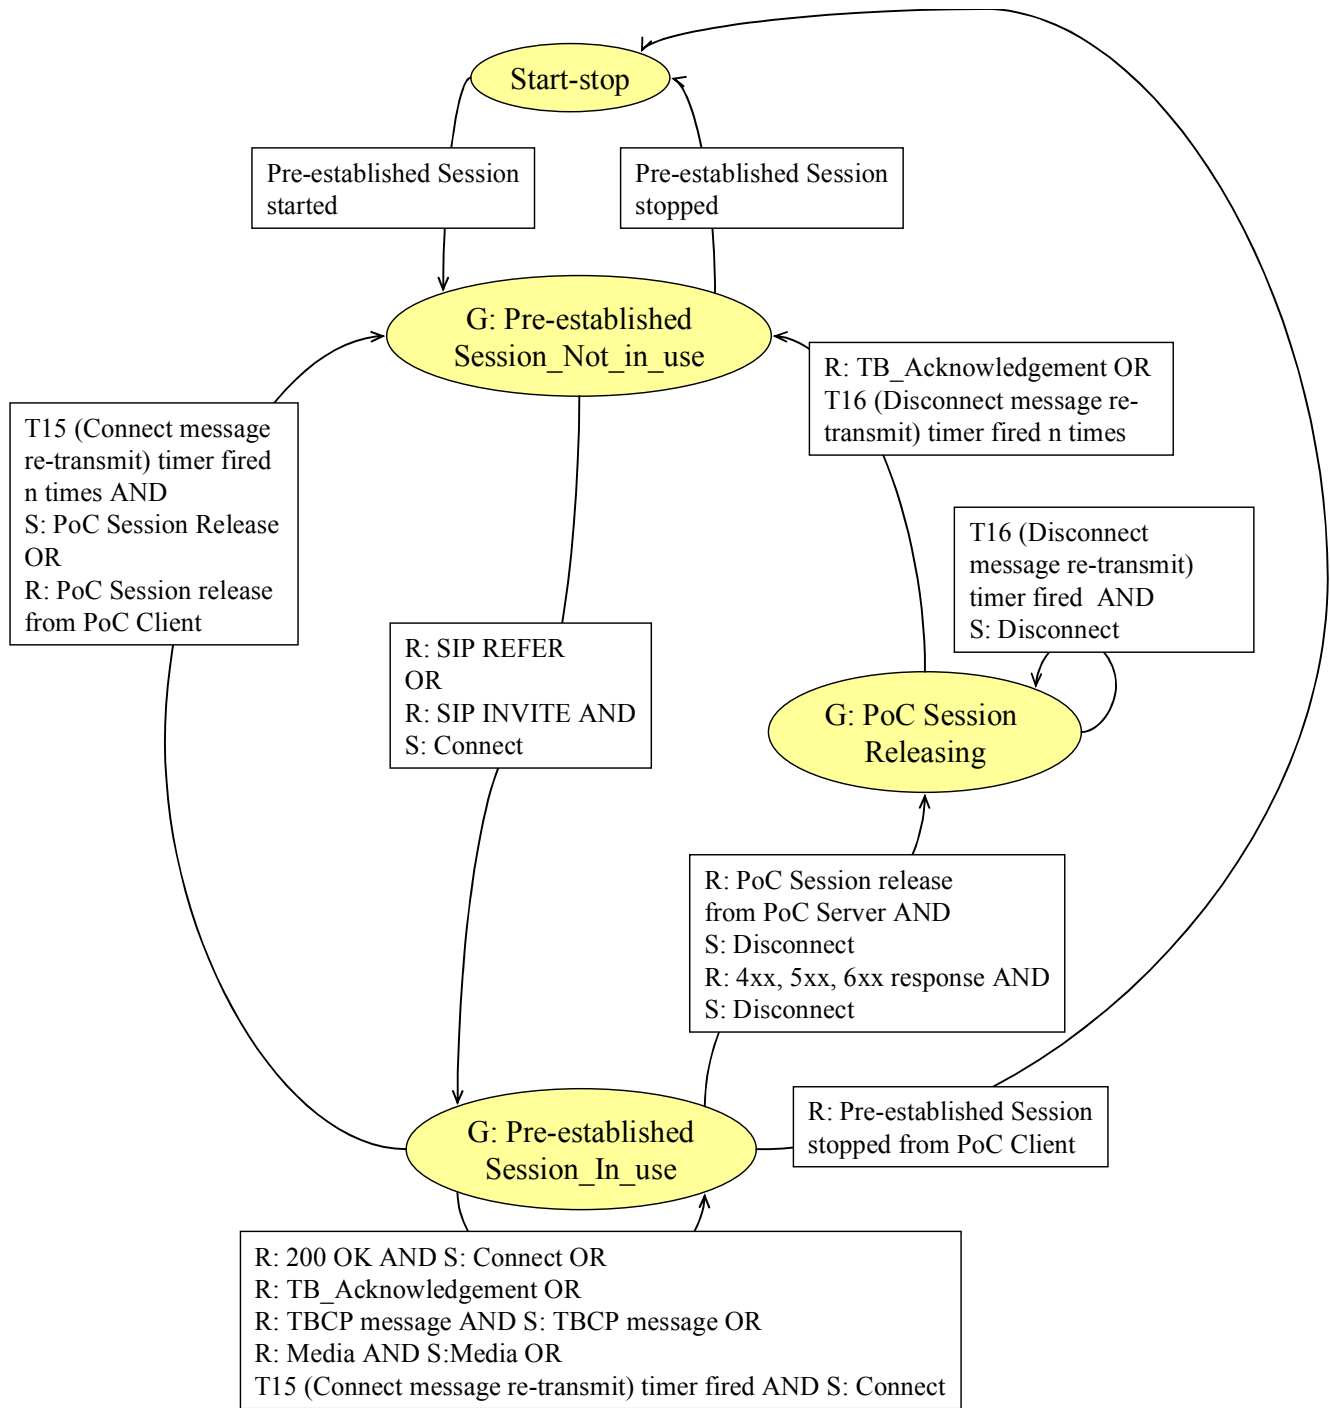 Start-stop
Pre-established Session
started
Pre-established Session
stopped
G: Pre-established
Session_Not_in_use
R: TB_Acknowledgement OR
T16 (Disconnect message re-
transmit) timer fired n times
T15 (Connect message
re-transmit) timer fired
n times AND
S: PoC Session Release
OR
R: PoC Session release
from PoC Client
T16 (Disconnect
message re-transmit)
timer fired  AND
S: Disconnect
R: SIP REFER
OR
R: SIP INVITE AND
S: Connect
G: PoC Session
Releasing
R: PoC Session release
from PoC Server AND
S: Disconnect
R: 4xx, 5xx, 6xx response AND
S: Disconnect
R: Pre-established Session
stopped from PoC Client
G: Pre-established
Session_In_use
R: 200 OK AND S: Connect OR
R: TB_Acknowledgement OR
R: TBCP message AND S: TBCP message OR
R: Media AND S:Media OR
T15 (Connect message re-transmit) timer fired AND S: Connect